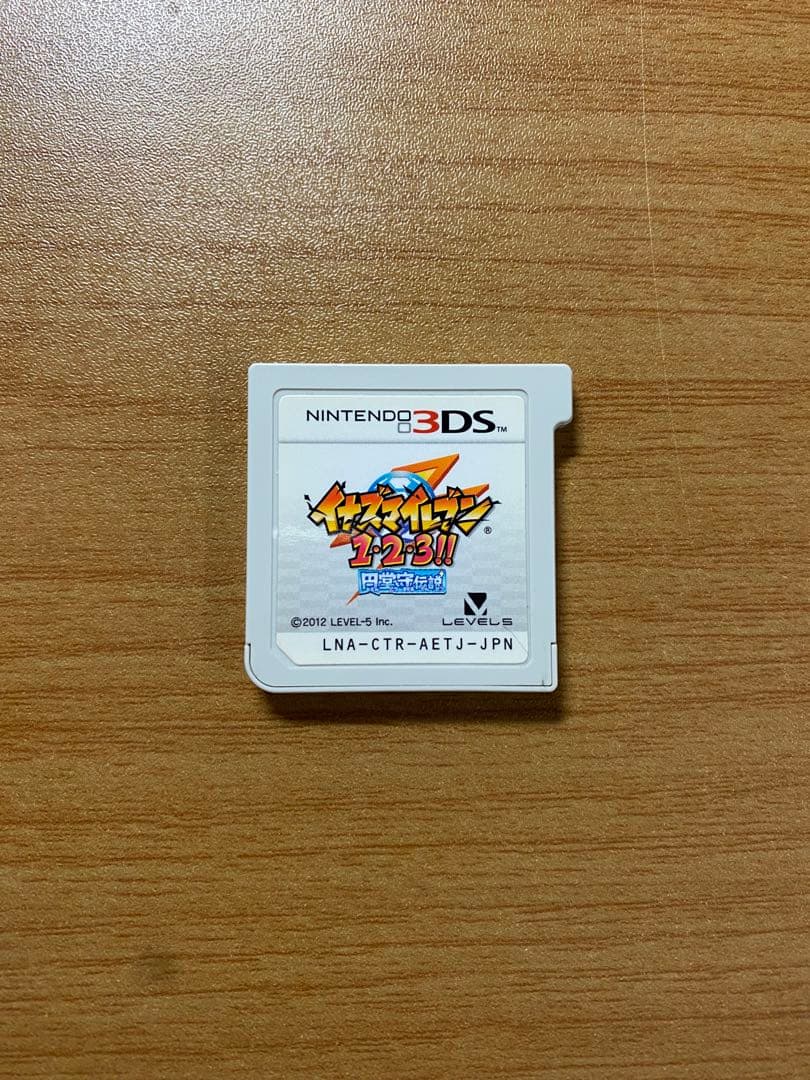 NINTENDO 3DS™
イナズマイレブン®
1・2・3!!
円堂守伝説
©2012 LEVEL-5 Inc.
LEVEL5
LNA-CTR-AETJ-JPN